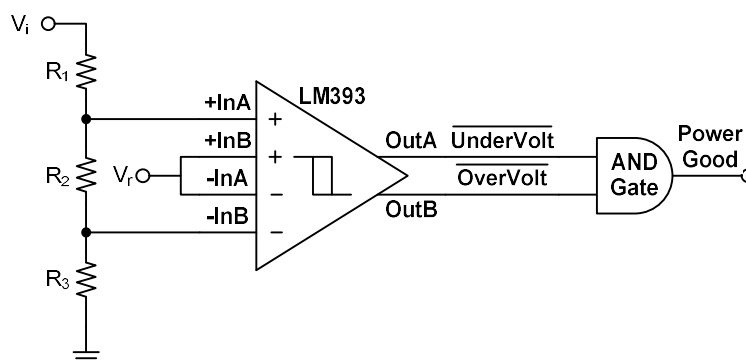 Vi
R1
R2
R3
Vr
+InA
+InB
-InA
-InB
LM393
+
+
−
−
OutA
OutB
UnderVolt
OverVolt
AND
Gate
Power
Good